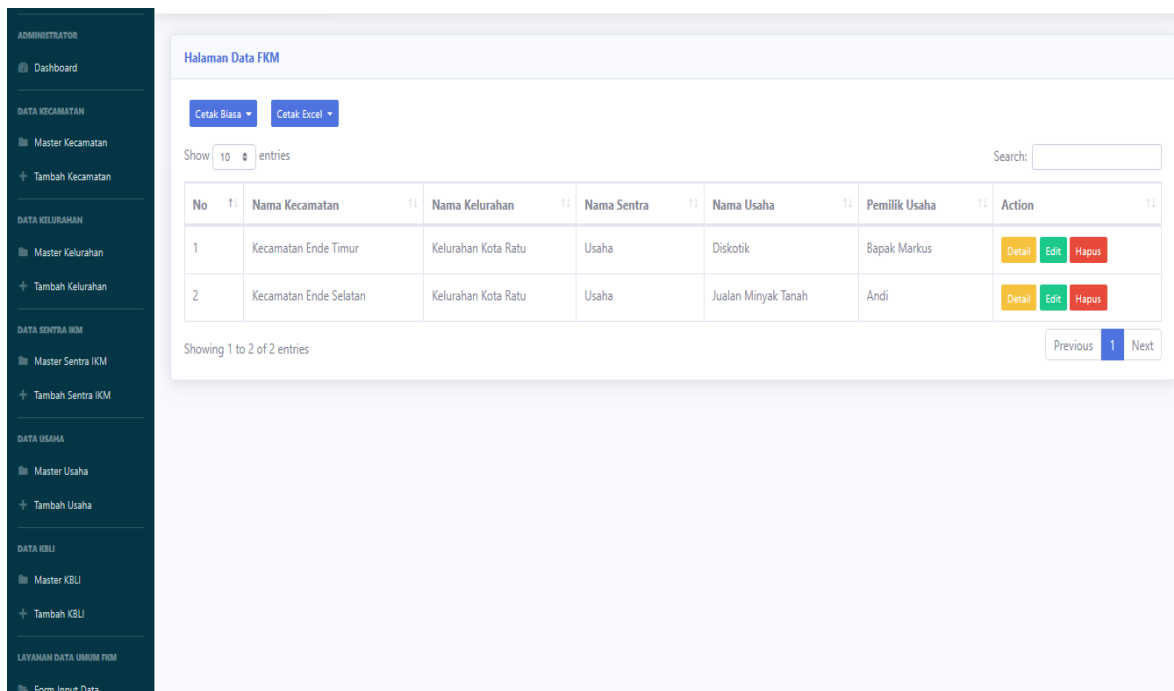 ADMINISTRATOR
Dashboard
DATA KECAMATAN
Master Kecamatan
Tambah Kecamatan
DATA KELURAHAN
Master Kelurahan
Tambah Kelurahan
DATA SENTRA IKM
Master Sentra IKM
Tambah Sentra IKM
DATA USAHA
Master Usaha
Tambah Usaha
DATA KBLI
Master KBLI
Tambah KBLI
LAYANAN DATA UMUM FKM
Form Input Data
Halaman Data FKM
Cetak Biasa Cetak Excel
Show 10 entries Search:
No Nama Kecamatan Nama Kelurahan Nama Sentra Nama Usaha Pemilik Usaha Action
1 Kecamatan Ende Timur Kelurahan Kota Ratu Usaha Diskotik Bapak Markus Detail Edit Hapus
2 Kecamatan Ende Selatan Kelurahan Kota Ratu Usaha Jualan Minyak Tanah Andi Detail Edit Hapus
Showing 1 to 2 of 2 entries Previous 1 Next